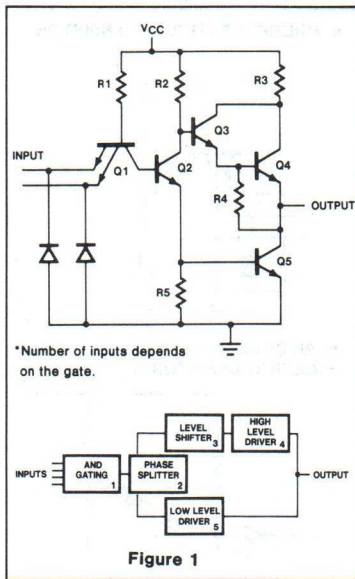 VCC
R1
R2
R3
Q3
INPUT
Q1
Q2
Q4
R4
OUTPUT
Q5
R5
*Number of inputs depends
on the gate.
LEVEL
SHIFTER 3
HIGH
LEVEL
DRIVER 4
INPUTS
AND
GATING
1
PHASE
SPLITTER
2
OUTPUT
LOW LEVEL
DRIVER 5
Figure 1